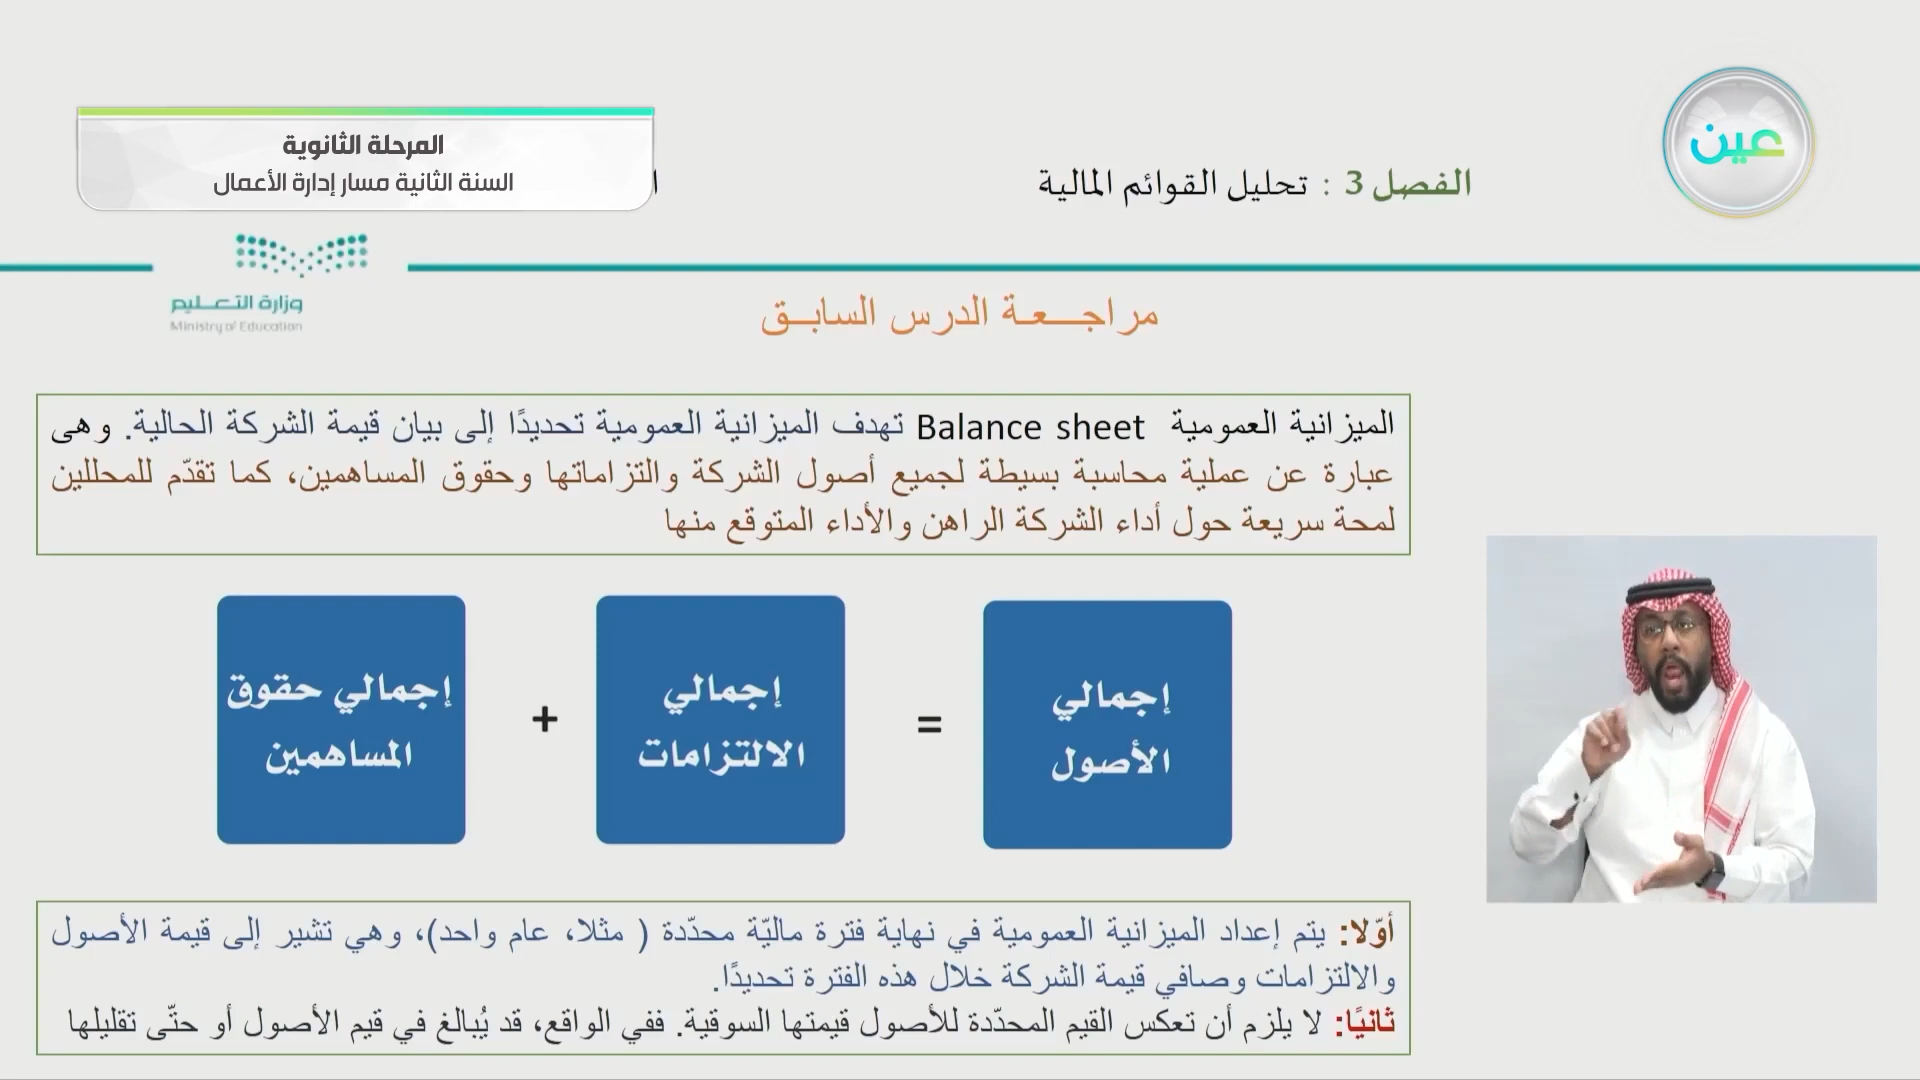 عين
المرحلة الثانوية
السنة الثانية مسار إدارة الأعمال
الفصل 3 : تحليل القوائم المالية
وزارة التعليم
Ministry of Education
مراجعة الدرس السابق
الميزانية العمومية Balance sheet تهدف الميزانية العمومية تحديدًا إلى بيان قيمة الشركة الحالية. وهى
عبارة عن عملية محاسبة بسيطة لجميع أصول الشركة والتزاماتها وحقوق المساهمين، كما تقدّم للمحللين
لمحة سريعة حول أداء الشركة الراهن والأداء المتوقع منها
إجمالي
الأصول
=
إجمالي
الالتزامات
+
إجمالي حقوق
المساهمين
أوّلا: يتم إعداد الميزانية العمومية في نهاية فترة ماليّة محدّدة ( مثلا، عام واحد)، وهي تشير إلى قيمة الأصول
والالتزامات وصافي قيمة الشركة خلال هذه الفترة تحديدًا.
ثانيًا: لا يلزم أن تعكس القيم المحدّدة للأصول قيمتها السوقية. ففي الواقع، قد يُبالغ في قيم الأصول أو حتّى تقليلها